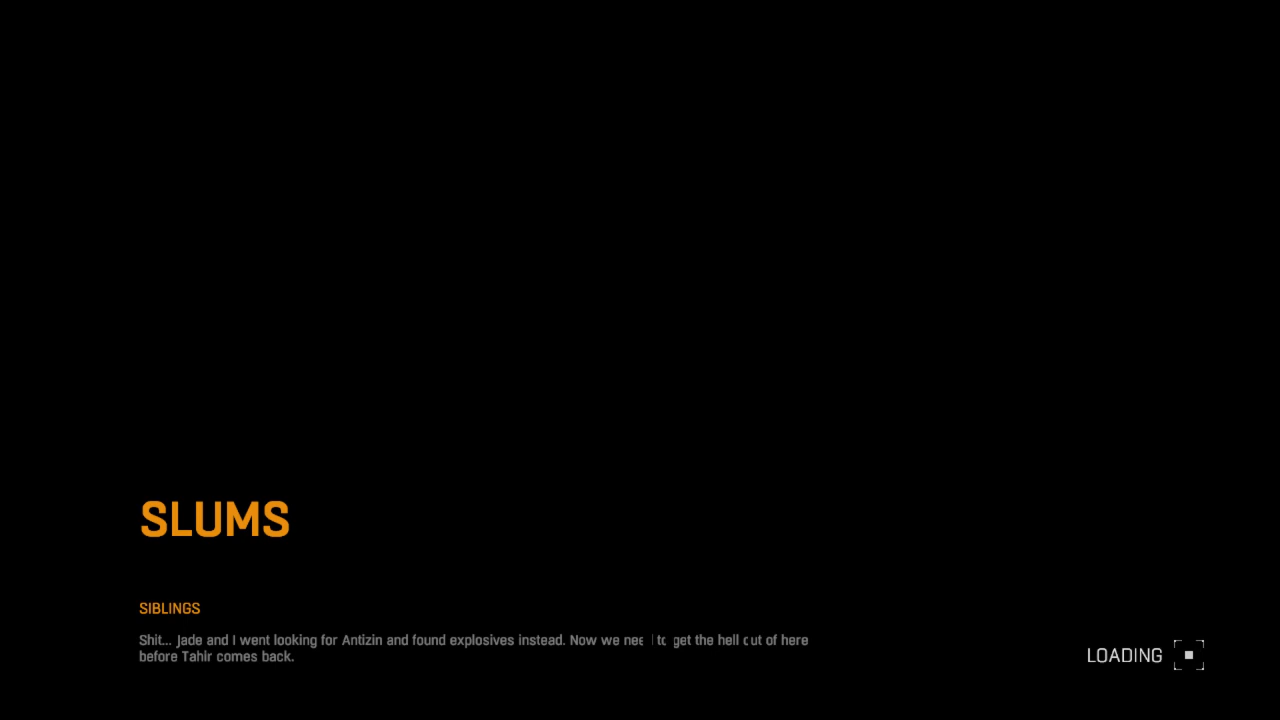 SLUMS
SIBLINGS
Shit... Jade and I went looking for Antizin and found explosives instead. Now we need to get the hell out of here
before Tahir comes back.
LOADING